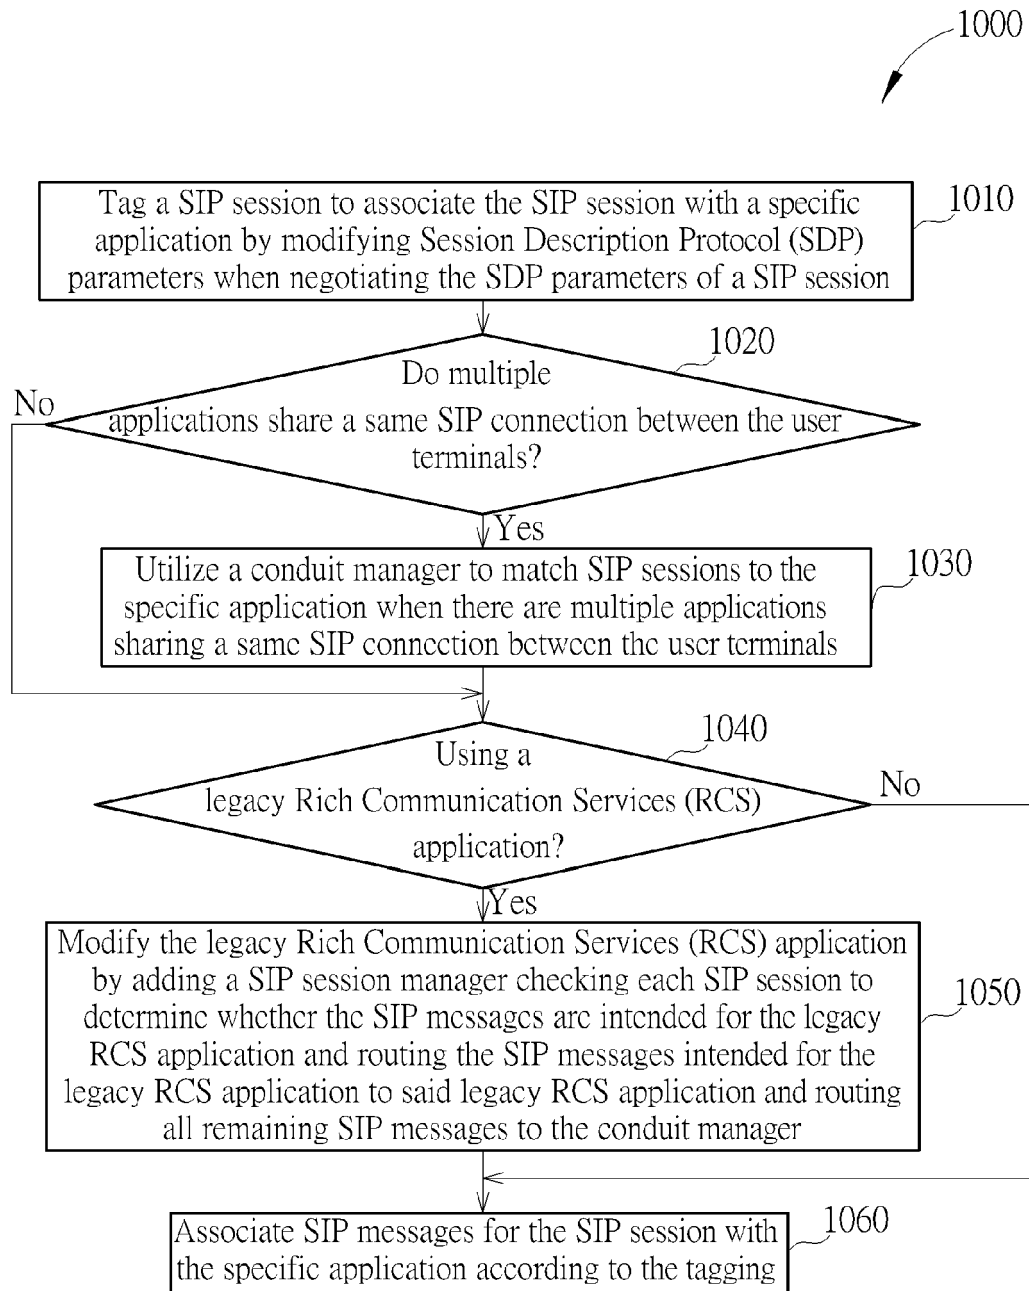 1000
Tag a SIP session to associate the SIP session with a specific
application by modifying Session Description Protocol (SDP)
parameters when negotiating the SDP parameters of a SIP session
1010
1020
Do multiple
applications share a same SIP connection between the user
terminals?
No
Yes
Utilize a conduit manager to match SIP sessions to the
specific application when there are multiple applications
sharing a same SIP connection between the user terminals
1030
1040
Using a
legacy Rich Communication Services (RCS)
application?
No
Yes
Modify the legacy Rich Communication Services (RCS) application
by adding a SIP session manager checking each SIP session to
determine whether the SIP messages are intended for the legacy
RCS application and routing the SIP messages intended for the
legacy RCS application to said legacy RCS application and routing
all remaining SIP messages to the conduit manager
1050
Associate SIP messages for the SIP session with
the specific application according to the tagging
1060